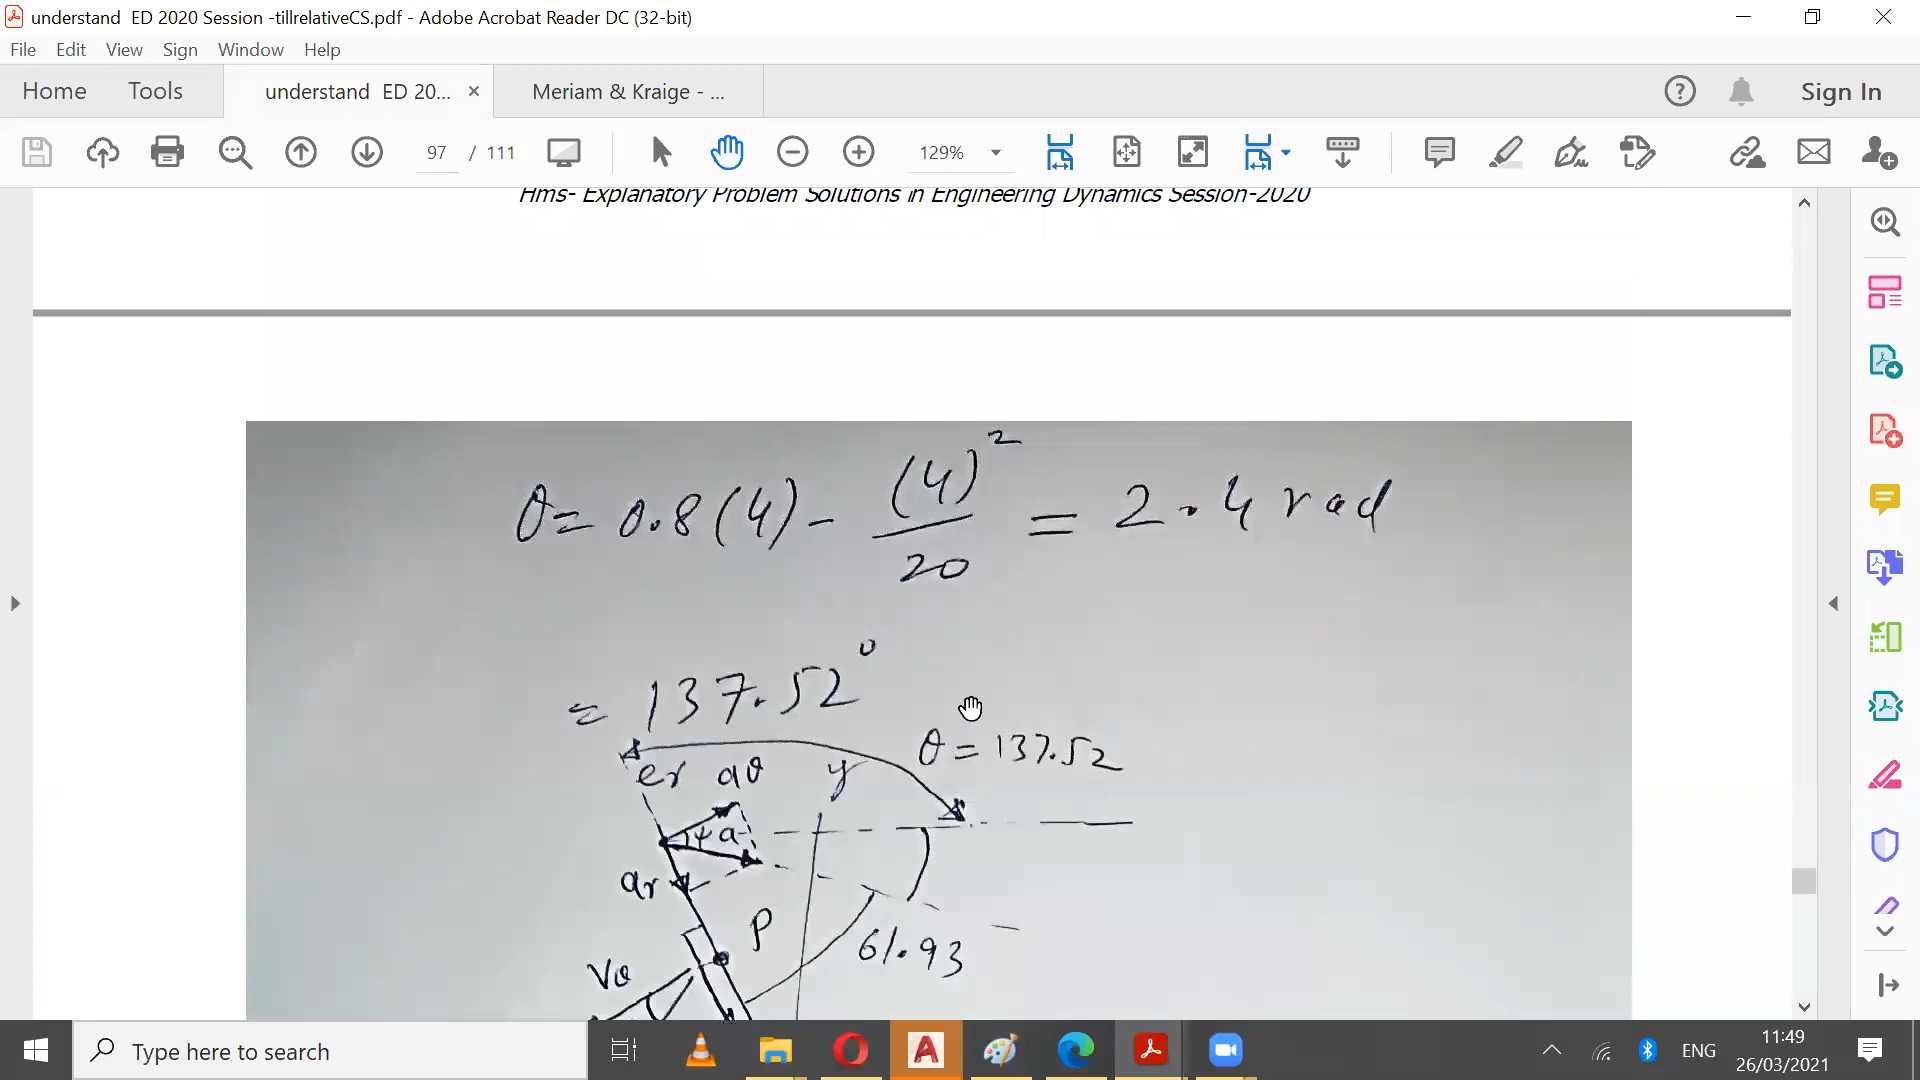 understand ED 2020 Session -tillrelativeCS.pdf - Adobe Acrobat Reader DC (32-bit)
File Edit View Sign Window Help
Home Tools understand ED 20... × Meriam & Kraige - ... Sign In
97 / 111 129%
Hms- Explanatory Problem Solutions in Engineering Dynamics Session-2020
θ= 0.8(4) - (4)²/20 = 2.4 rad
= 137.52°
θ = 137.52
er aθ y
ψ a
ar
P
61.93
Vθ
Type here to search
ENG
11:49
26/03/2021